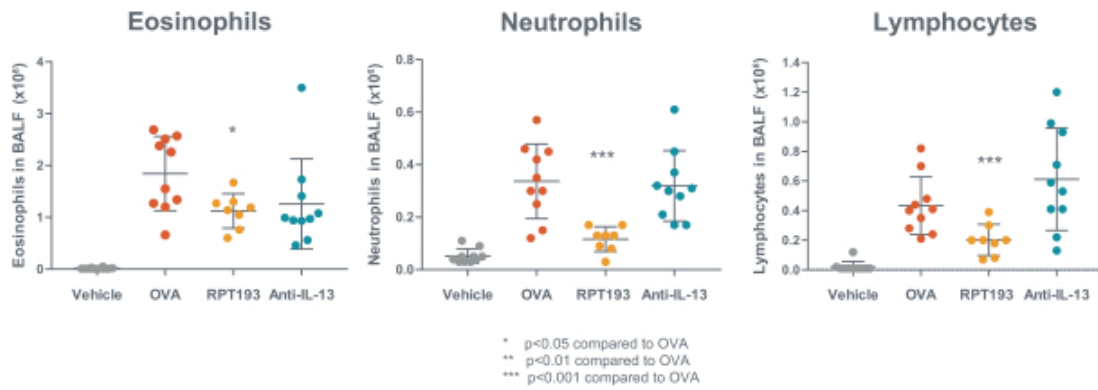 Eosinophils
Neutrophils
Lymphocytes
Eosinophils in BALF (x10⁶)
4
3
2
1
0
*
Vehicle
OVA
RPT193
Anti-IL-13
Neutrophils in BALF (x10⁶)
0.8
0.6
0.4
0.2
0.0
***
Vehicle
OVA
RPT193
Anti-IL-13
Lymphocytes in BALF (x10⁶)
1.4
1.2
1.0
0.8
0.6
0.4
0.2
0.0
***
Vehicle
OVA
RPT193
Anti-IL-13
* p<0.05 compared to OVA
** p<0.01 compared to OVA
*** p<0.001 compared to OVA